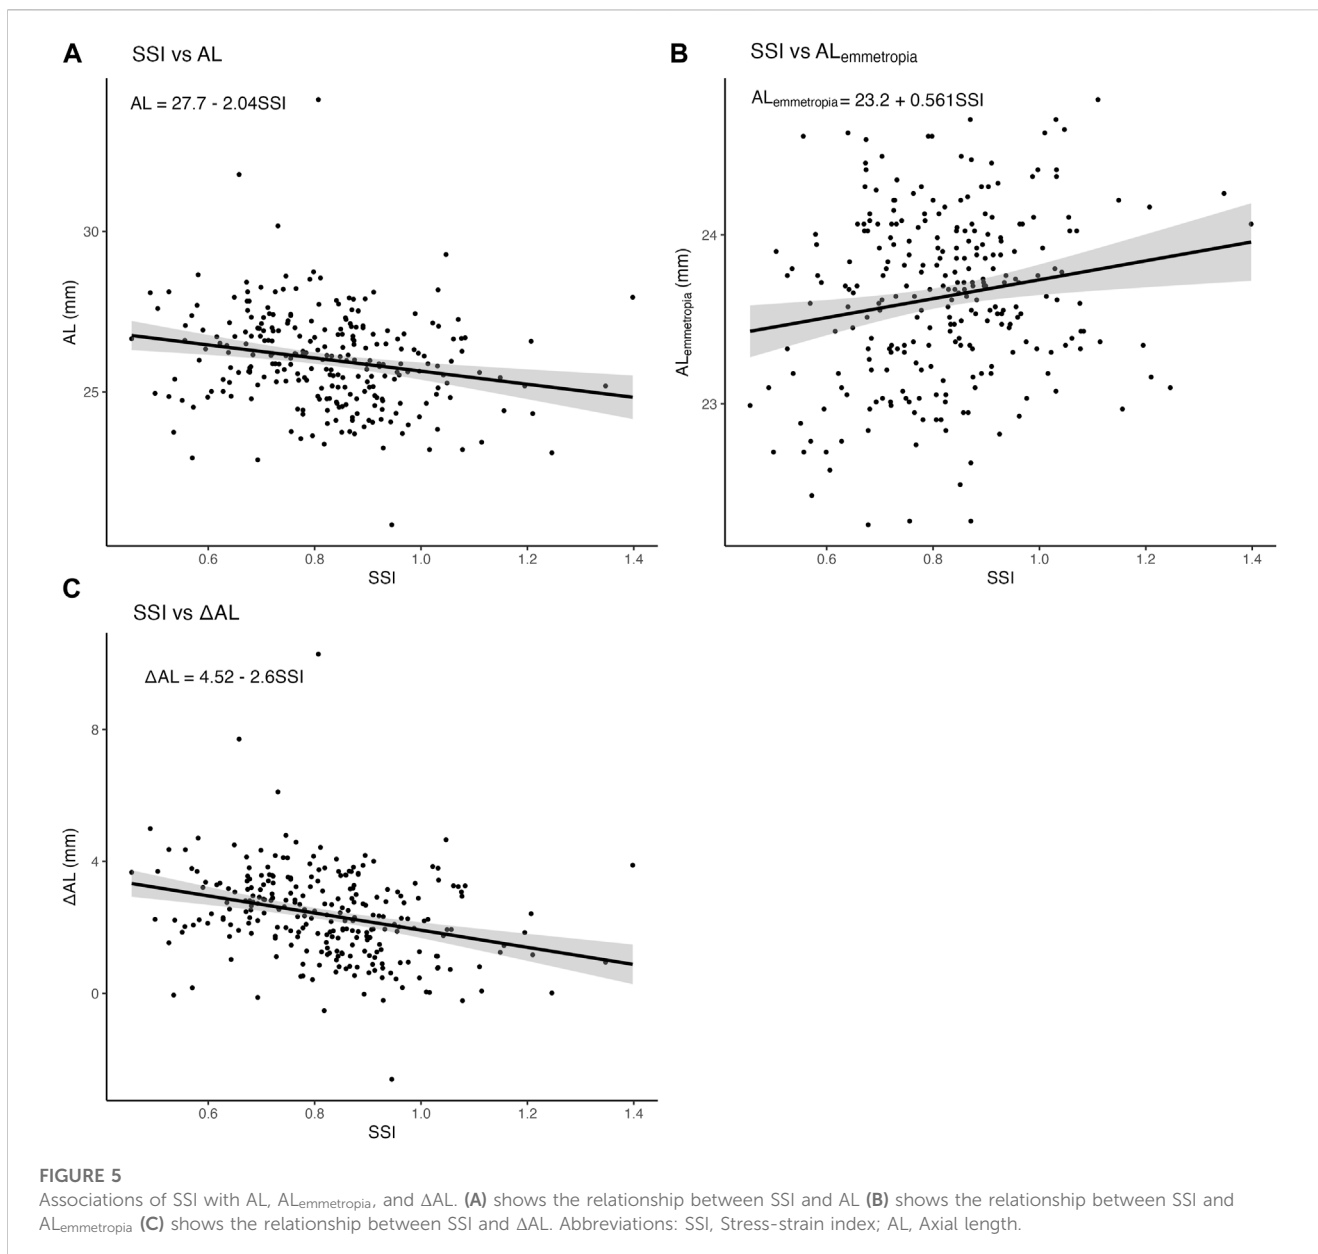 A
SSI vs AL
AL = 27.7 - 2.04SSI
30
25
AL (mm)
0.6 0.8 1.0 1.2 1.4
SSI
B
SSI vs ALemmetropia
ALemmetropia = 23.2 + 0.561SSI
24
23
ALemmetropia (mm)
0.6 0.8 1.0 1.2 1.4
SSI
C
SSI vs ΔAL
ΔAL = 4.52 - 2.6SSI
8
4
0
ΔAL (mm)
0.6 0.8 1.0 1.2 1.4
SSI
FIGURE 5
Associations of SSI with AL, ALemmetropia, and ΔAL. (A) shows the relationship between SSI and AL (B) shows the relationship between SSI and
ALemmetropia (C) shows the relationship between SSI and ΔAL. Abbreviations: SSI, Stress-strain index; AL, Axial length.